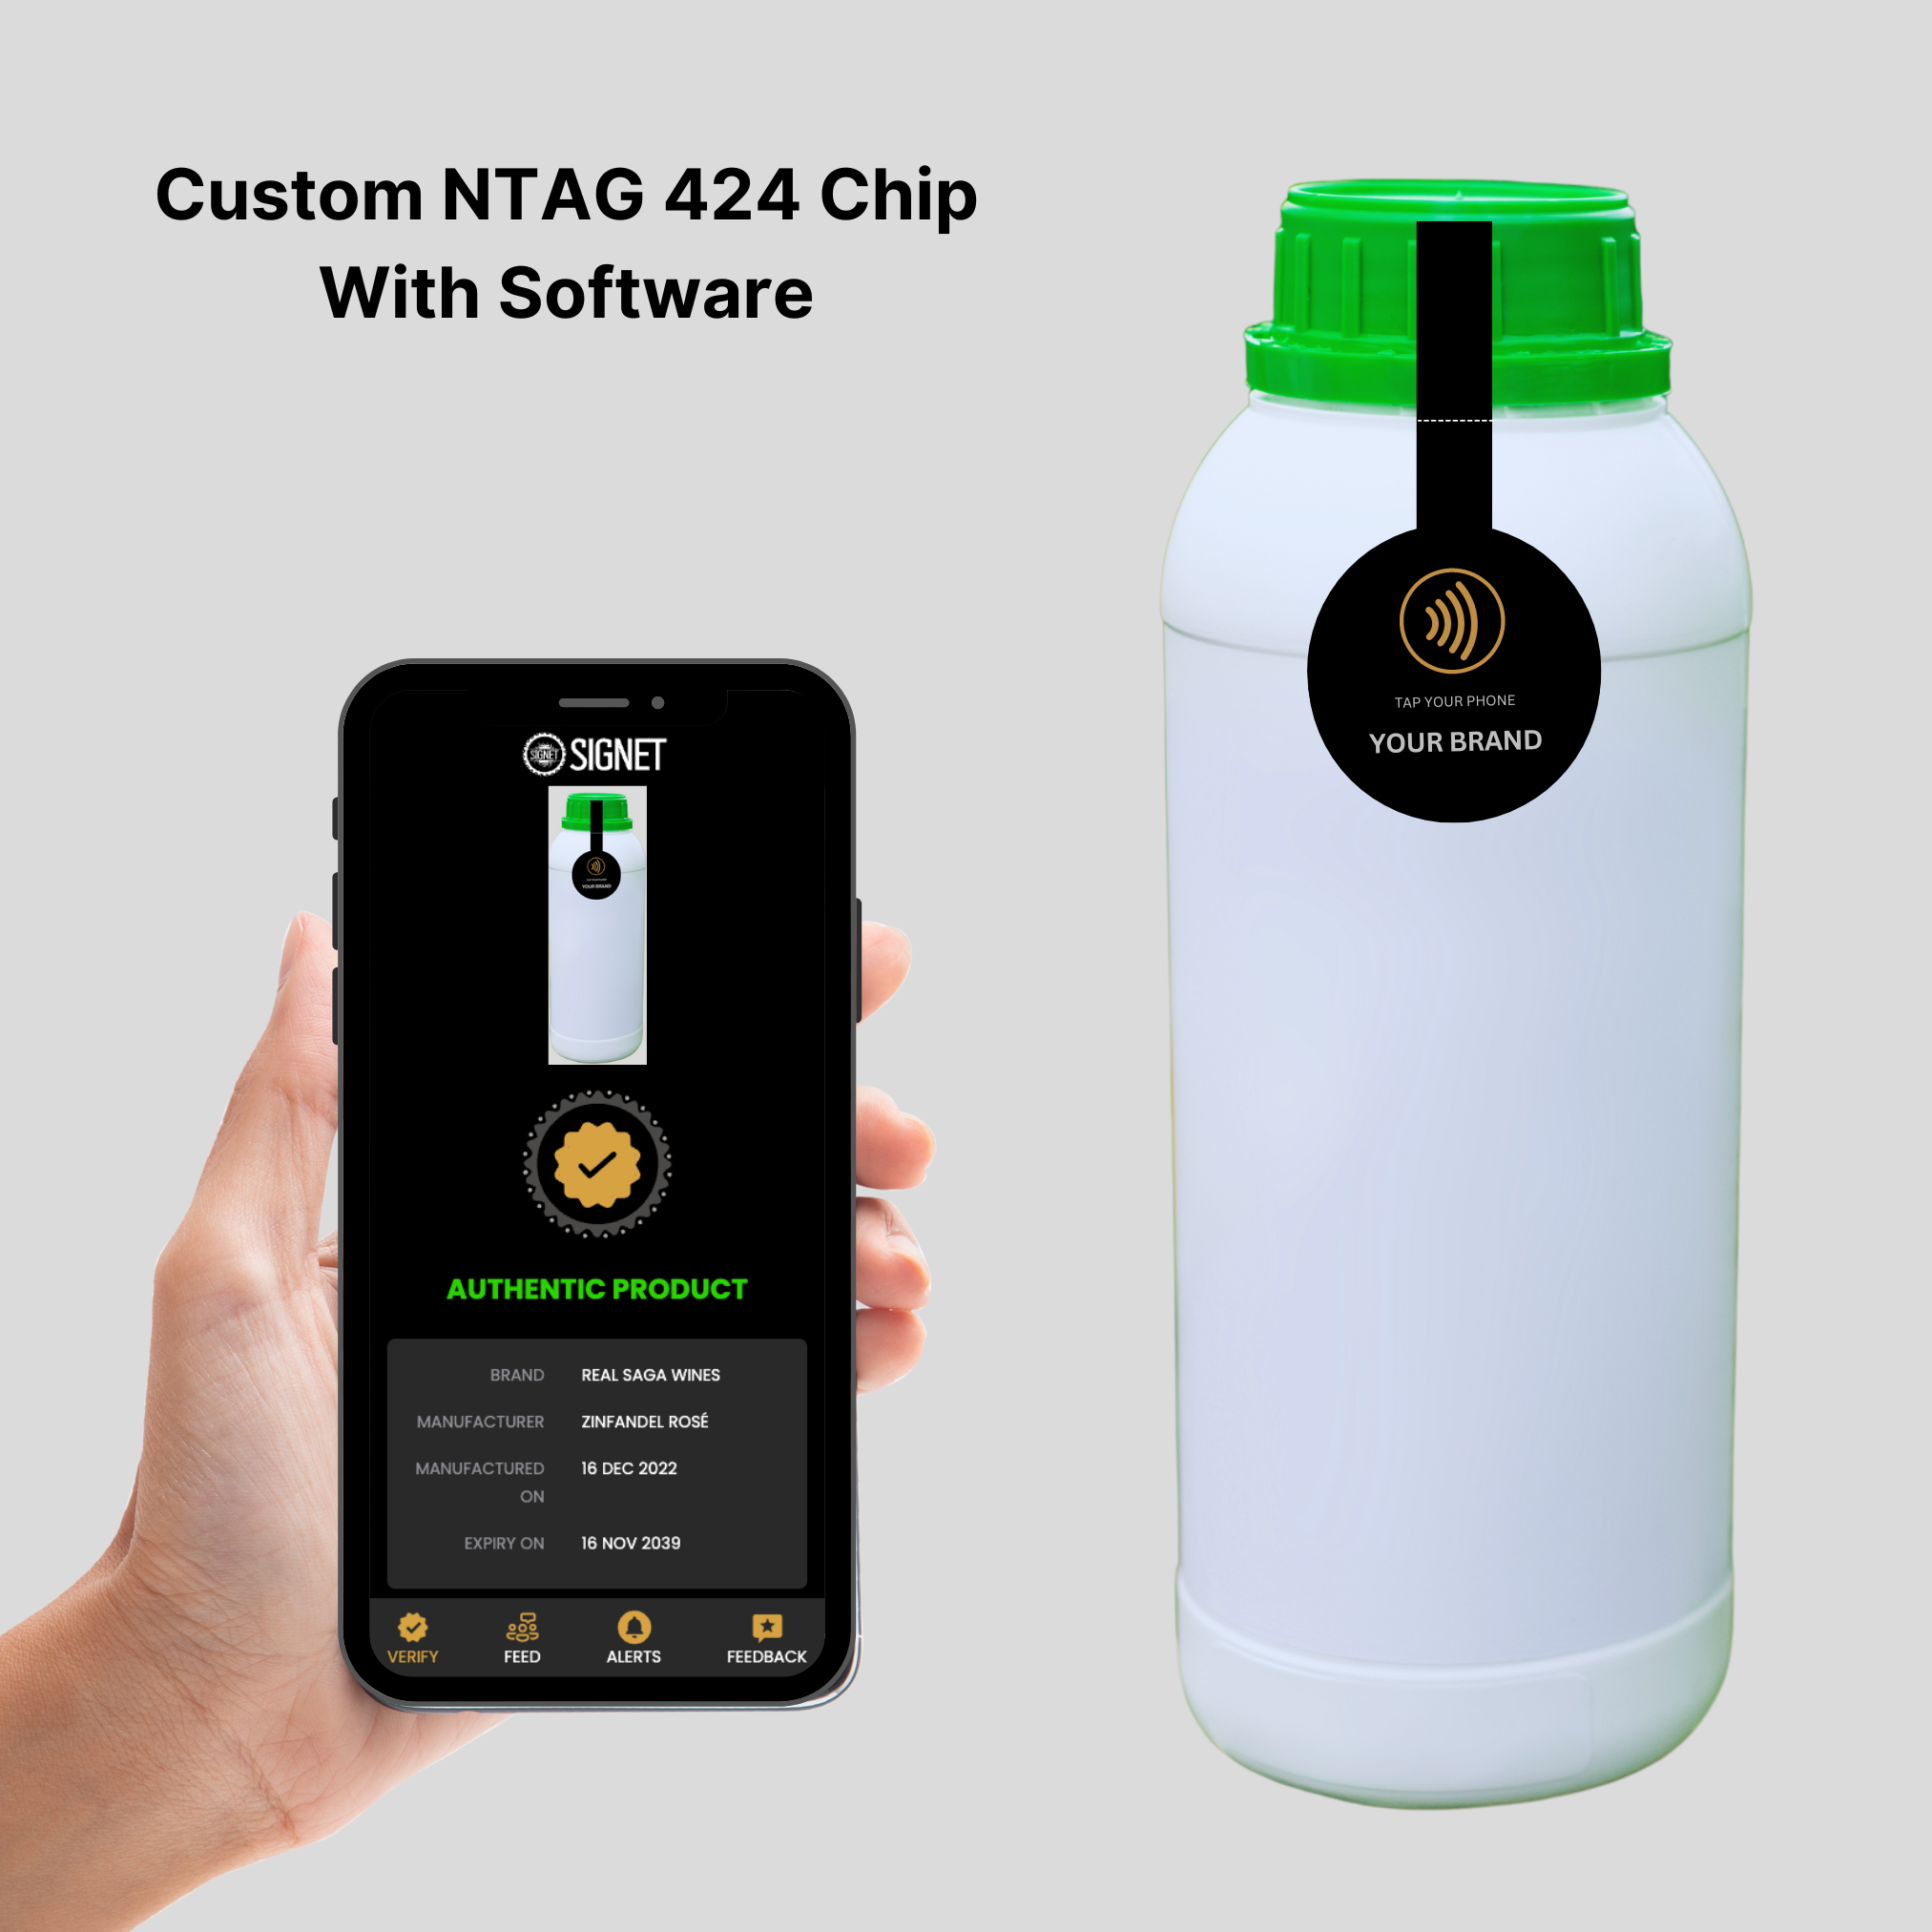 Custom NTAG 424 Chip
With Software
TAP YOUR PHONE
YOUR BRAND
SIGNET
SIGNET
AUTHENTIC PRODUCT
BRAND REAL SAGA WINES
MANUFACTURER ZINFANDEL ROSÉ
MANUFACTURED 16 DEC 2022
ON
EXPIRY ON 16 NOV 2039
VERIFY FEED ALERTS FEEDBACK